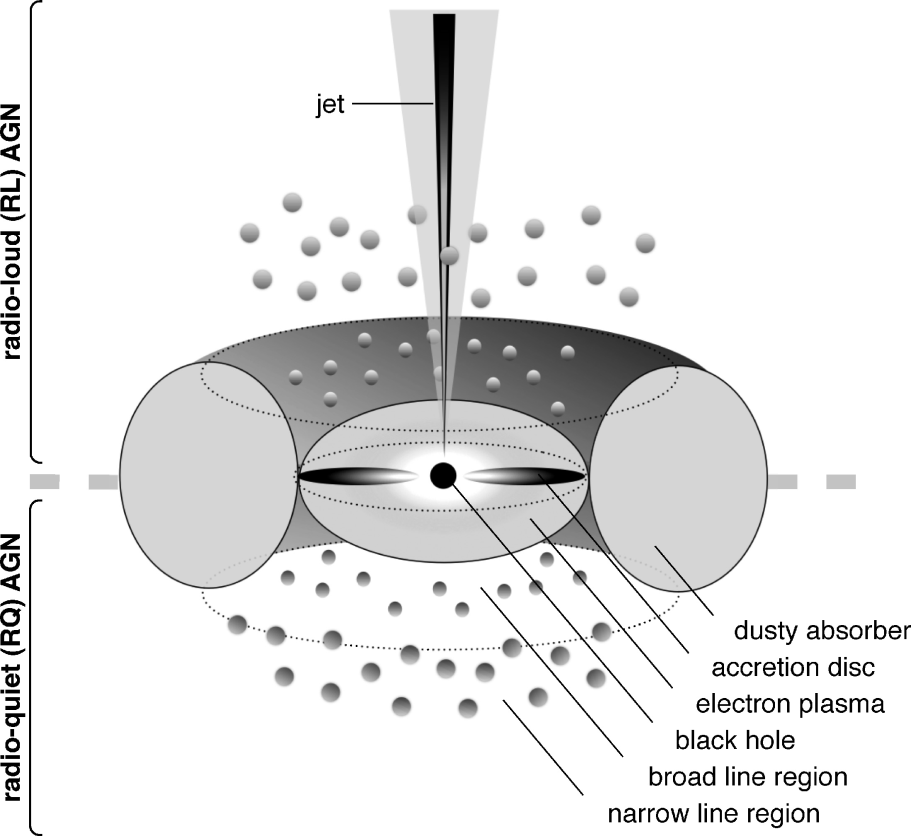 radio-loud (RL) AGN
jet
radio-quiet (RQ) AGN
dusty absorber
accretion disc
electron plasma
black hole
broad line region
narrow line region